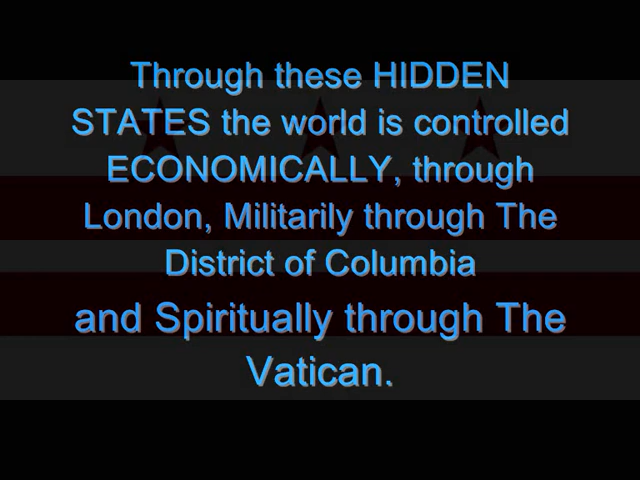 Through these HIDDEN
STATES the world is controlled
ECONOMICALLY, through
London, Militarily through The
District of Columbia
and Spiritually through The
Vatican.